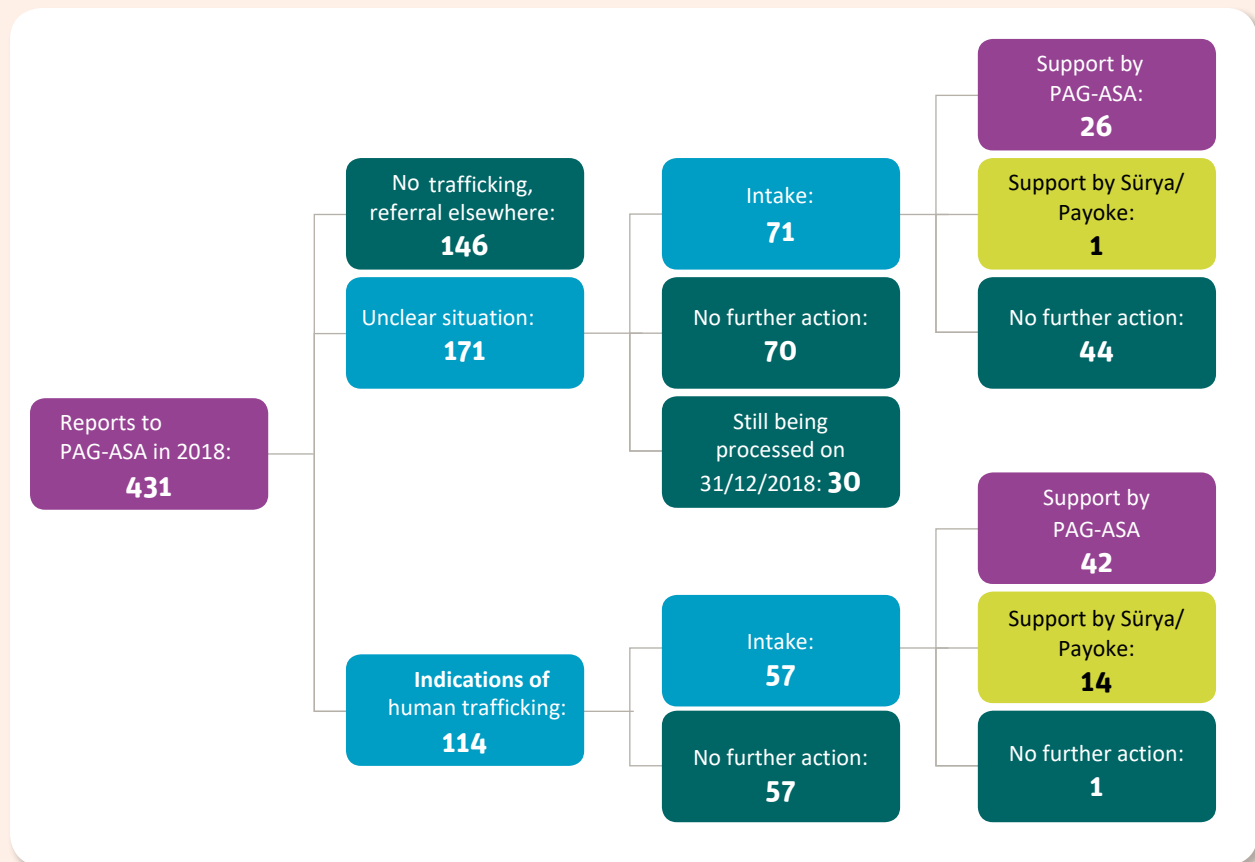 Reports to
PAG-ASA in 2018:
431
No trafficking,
referral elsewhere:
146
Unclear situation:
171
Intake:
71
No further action:
70
Still being
processed on
31/12/2018: 30
Support by
PAG-ASA:
26
Support by Sürya/
Payoke:
1
No further action:
44
Indications of
human trafficking:
114
Intake:
57
No further action:
57
Support by
PAG-ASA
42
Support by Sürya/
Payoke:
14
No further action:
1